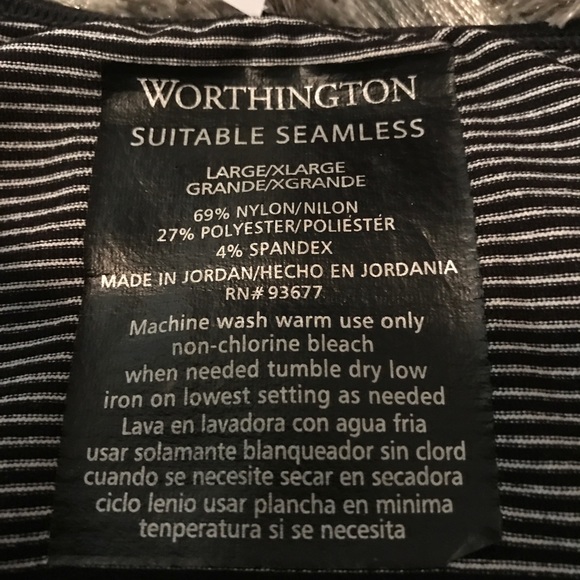 WORTHINGTON
SUITABLE SEAMLESS
LARGE/XLARGE
GRANDE/XGRANDE
69% NYLON/NILON
27% POLYESTER/POLIÉSTER
4% SPANDEX
MADE IN JORDAN/HECHO EN JORDANIA
RN# 93677
Machine wash warm use only
non-chlorine bleach
when needed tumble dry low
iron on lowest setting as needed
Lava en lavadora con agua fria
usar solamante blanqueador sin clord
cuando se necesite secar en secadora
ciclo lenio usar plancha en minima
tenperatura si se necesita